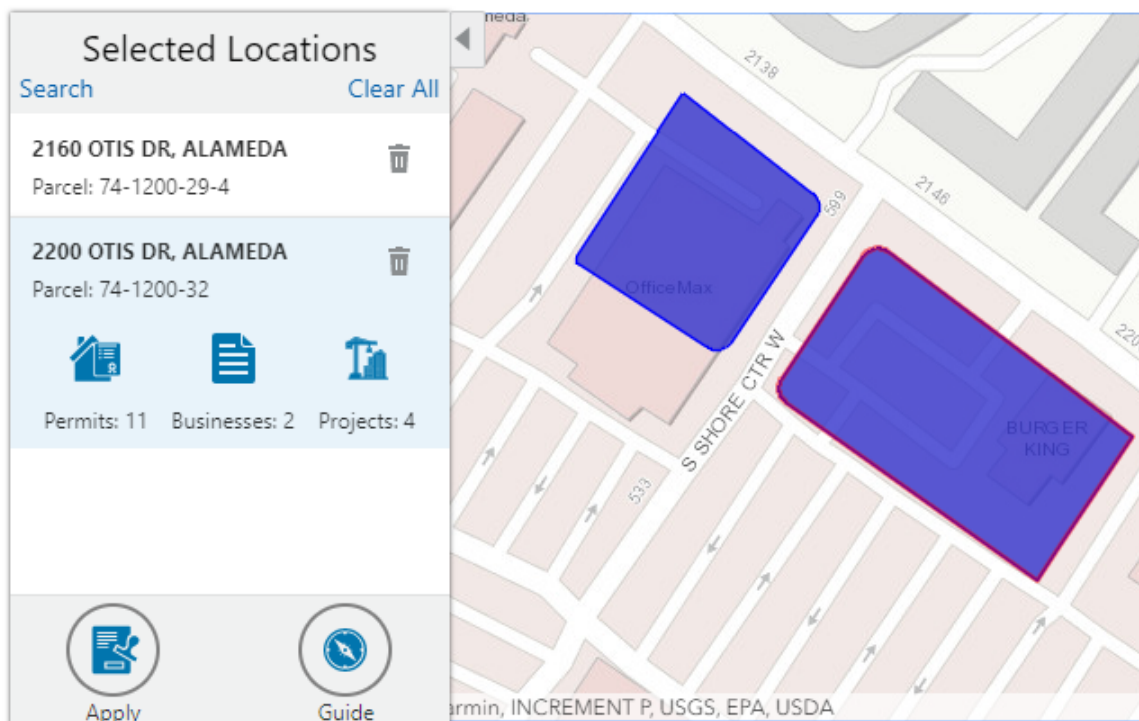 Selected Locations
Search
Clear All
2160 OTIS DR, ALAMEDA
Parcel: 74-1200-29-4
2200 OTIS DR, ALAMEDA
Parcel: 74-1200-32
Permits: 11
Businesses: 2
Projects: 4
Apply
Guide
2138
599
2146
OfficeMax
S SHORE CTR W
BURGER
KING
533
INCREMENT P, USGS, EPA, USDA